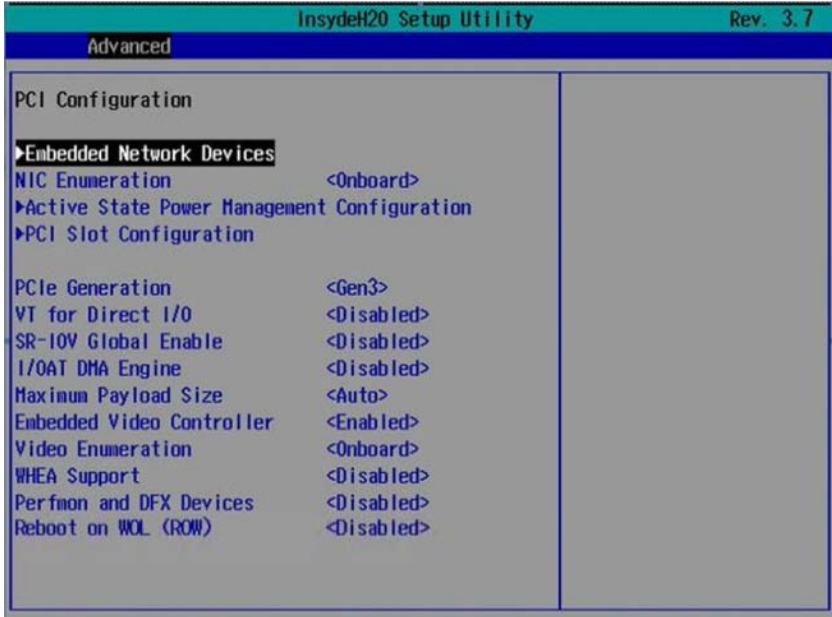 InsydeH20 Setup Utility Rev. 3.7
Advanced
PCI Configuration
▶Embedded Network Devices
NIC Enumeration <Onboard>
▶Active State Power Management Configuration
▶PCI Slot Configuration
PCIe Generation <Gen3>
VT for Direct I/O <Disabled>
SR-IOV Global Enable <Disabled>
I/OAT DMA Engine <Disabled>
Maximum Payload Size <Auto>
Embedded Video Controller <Enabled>
Video Enumeration <Onboard>
WHEA Support <Disabled>
Perfmon and DFX Devices <Disabled>
Reboot on WOL (ROW) <Disabled>